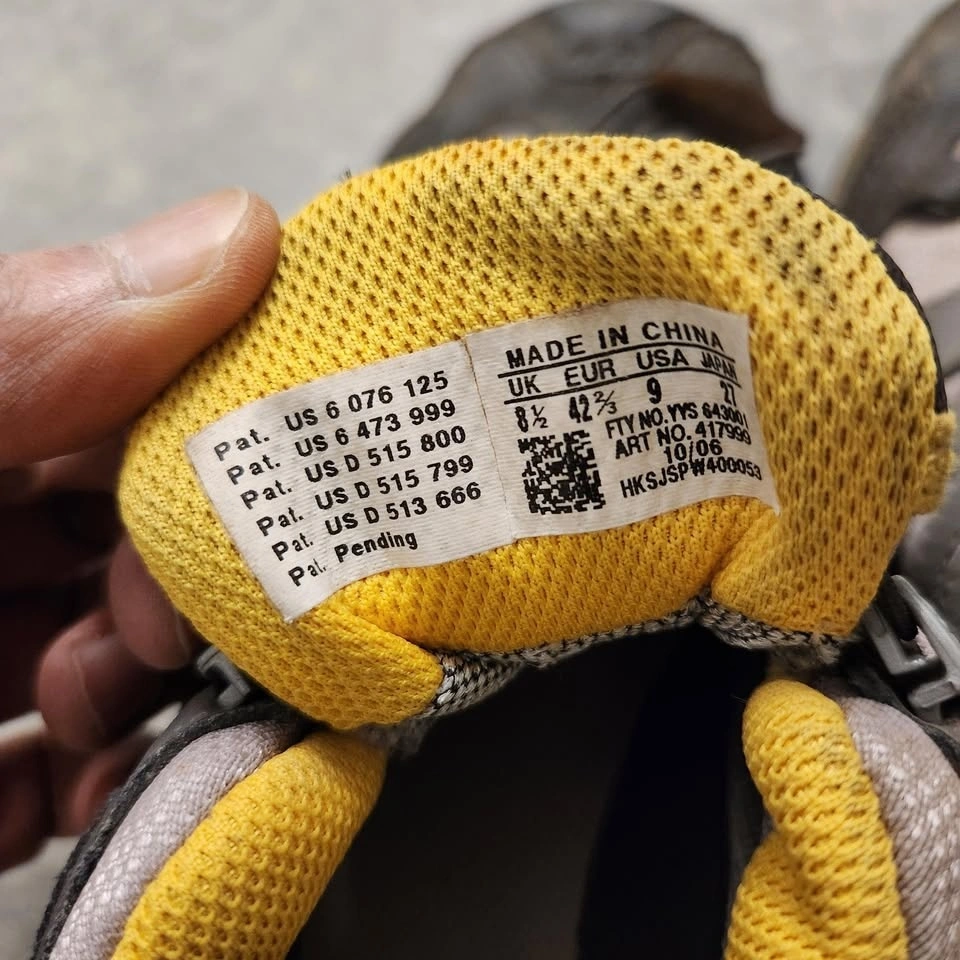 Pat. US 6 076 125
Pat. US 6 473 999
Pat. US D 515 800
Pat. US D 515 799
Pat. US D 513 666
Pat. Pending
MADE IN CHINA
UK EUR USA JAPAN
8½ 42⅔ 9 27
FTY NO. YYS 643001
ART NO. 417999
10/06
HKSJSPW400053